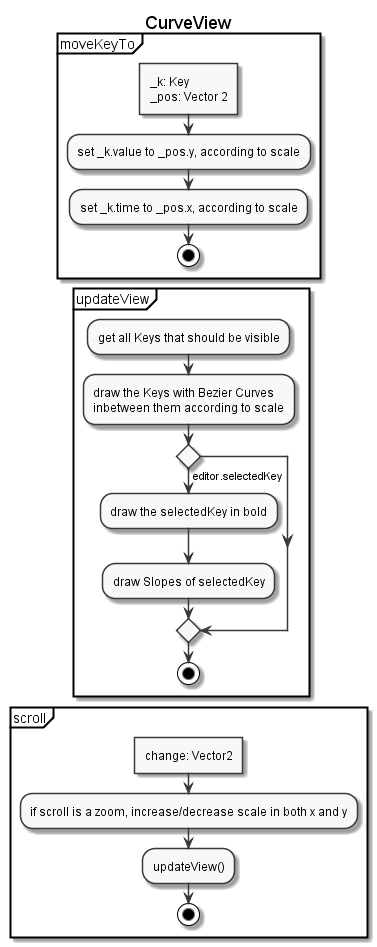 CurveView
moveKeyTo
_k: Key
_pos: Vector 2
set _k.value to _pos.y, according to scale
set _k.time to _pos.x, according to scale
updateView
get all Keys that should be visible
draw the Keys with Bezier Curves
inbetween them according to scale
editor.selectedKey
draw the selectedKey in bold
draw Slopes of selectedKey
scroll
change: Vector2
if scroll is a zoom, increase/decrease scale in both x and y
updateView()